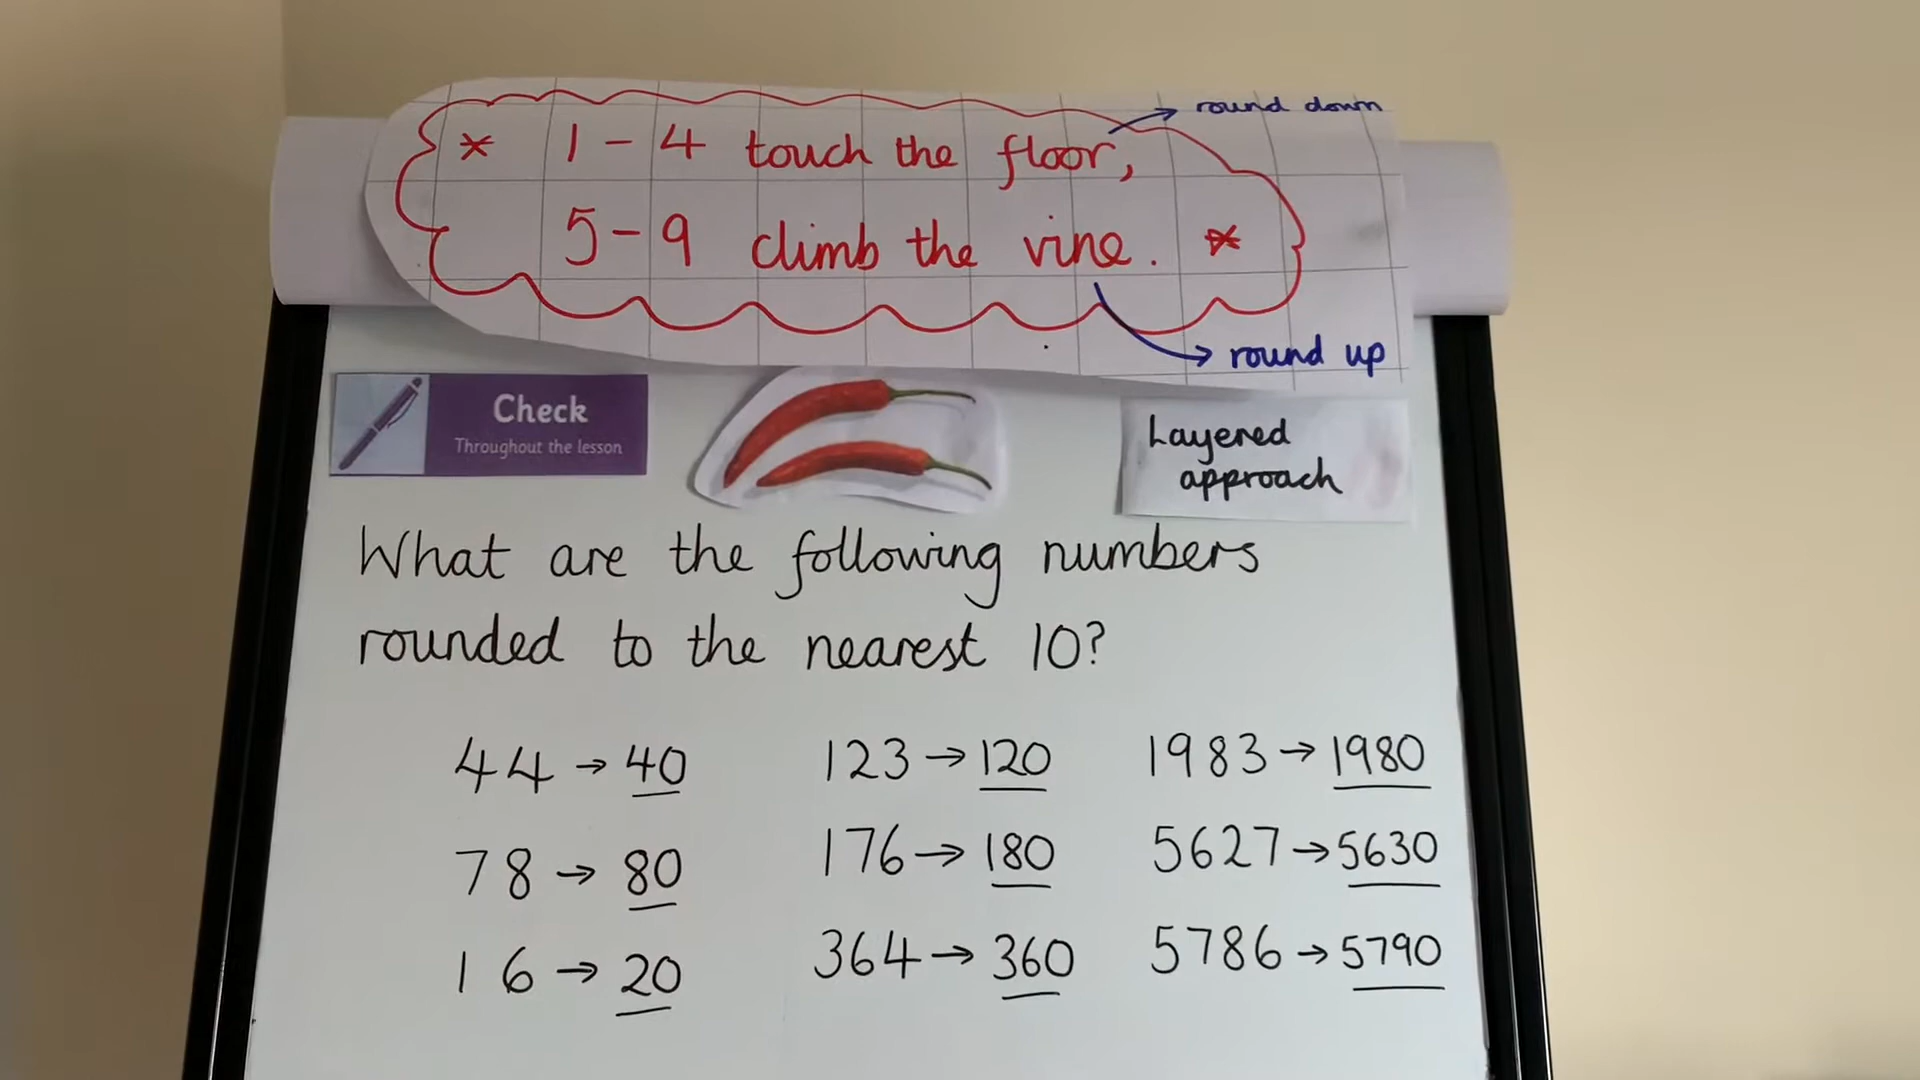 round down
* 1 - 4 touch the floor,
5 - 9 climb the vine. *
round up
Check
Throughout the lesson
Layered
approach
What are the following numbers
rounded to the nearest 10?
44 → 40
78 → 80
16 → 20
123 → 120
176 → 180
364 → 360
1983 → 1980
5627 → 5630
5786 → 5790